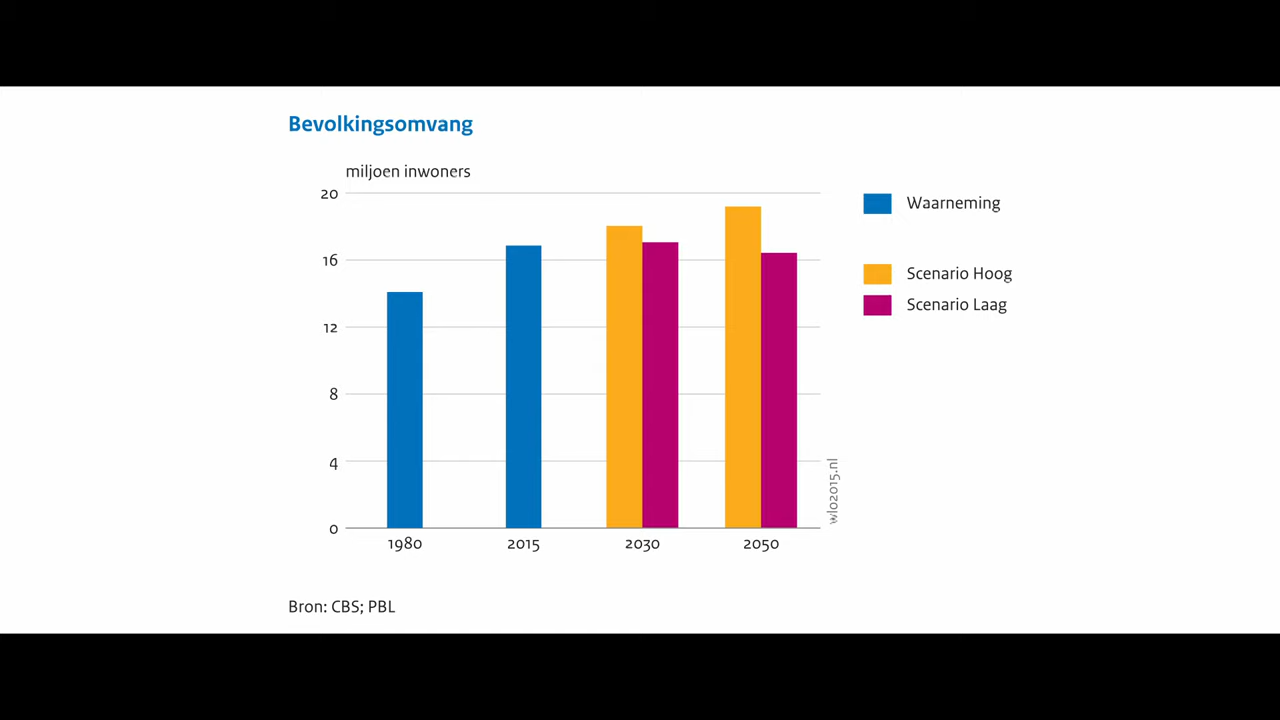 Bevolkingsomvang
miljoen inwoners
20
16
12
8
4
0
1980 2015 2030 2050
Waarneming
Scenario Hoog
Scenario Laag
wlo2015.nl
Bron: CBS; PBL